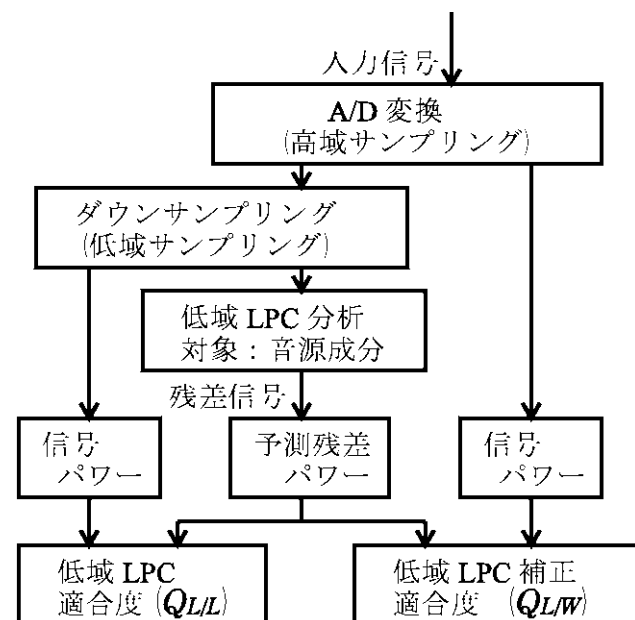 入力信号
A/D 変換
(高域サンプリング)
ダウンサンプリング
(低域サンプリング)
低域 LPC 分析
対象：音源成分
残差信号
信号
パワー
予測残差
パワー
信号
パワー
低域 LPC
適合度 (QL/L)
低域 LPC 補正
適合度 (QL/W)